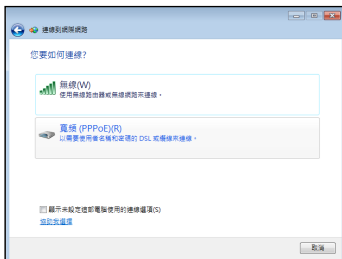 連線到網際網路
您要如何連線?
無線(W)
使用無線路由器或無線網路來連線。
寬頻 (PPPoE)(R)
以需要使用者名稱和密碼的 DSL 或纜線來連線。
顯示未設定這部電腦使用的連線選項(S)
協助我選擇
取消